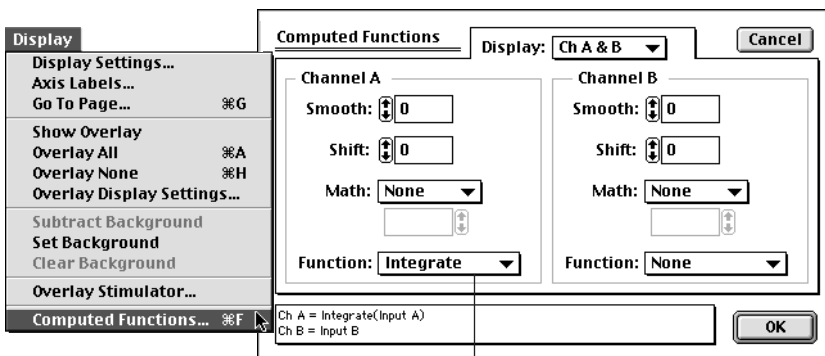 Display
Display Settings...
Axis Labels...
Go To Page... ⌘G
Show Overlay
Overlay All ⌘A
Overlay None ⌘H
Overlay Display Settings...
Subtract Background
Set Background
Clear Background
Overlay Stimulator...
Computed Functions... ⌘F
Computed Functions
Display: Ch A & B
Cancel
Channel A
Smooth: 0
Shift: 0
Math: None
Function: Integrate
Channel B
Smooth: 0
Shift: 0
Math: None
Function: None
Ch A = Integrate(Input A)
Ch B = Input B
OK